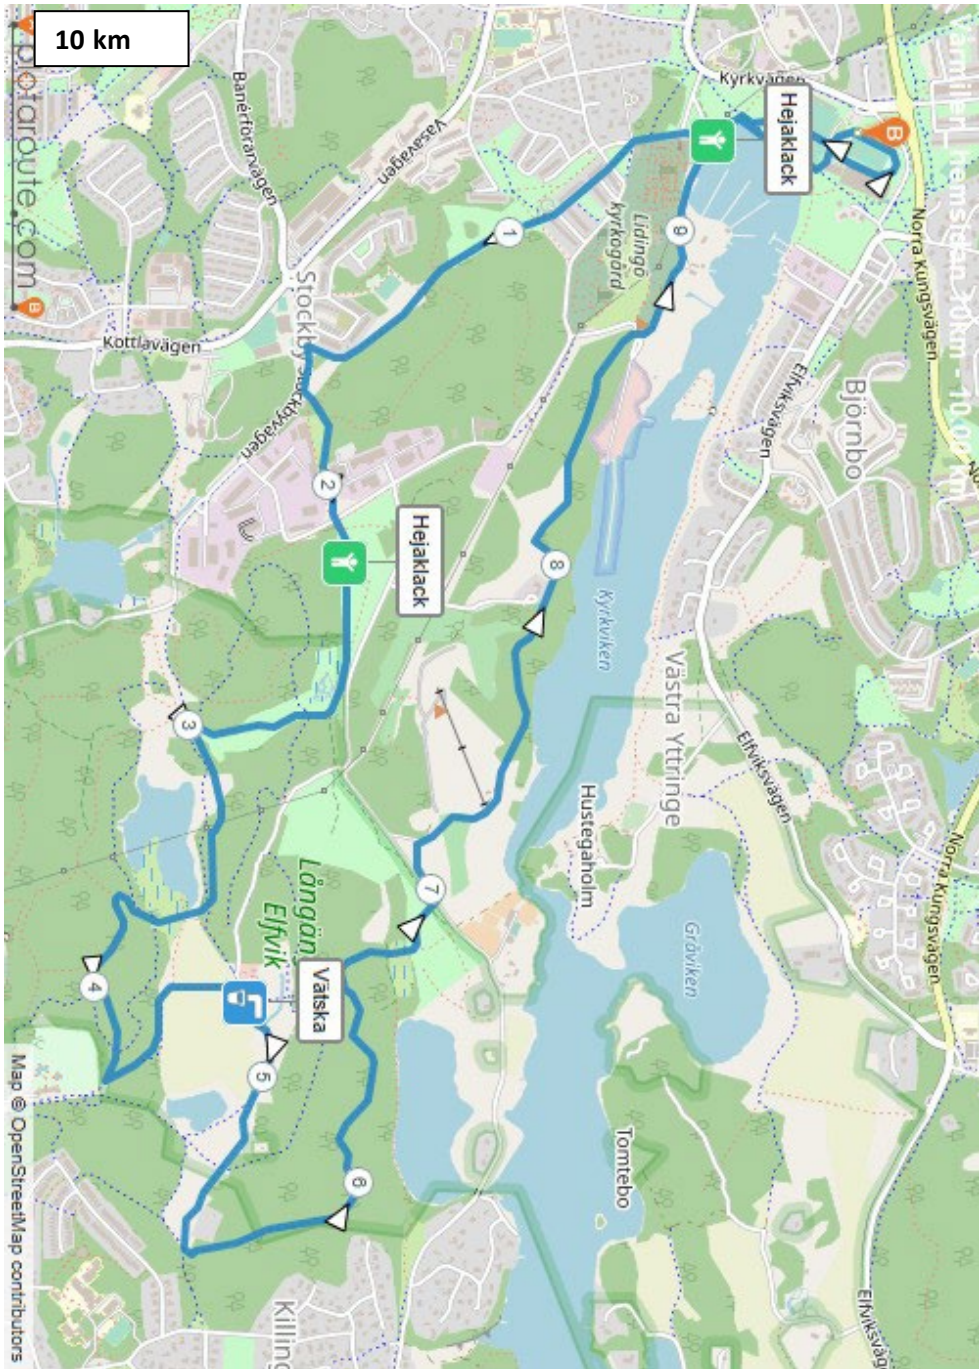 10 km
plotaroute.com
B
Banérföranvägen
Vasavägen
Kyrkvägen
Hejaklack
B
Norra Kungsvägen
Lidingö
kyrkogård
9
1
Stockby
Stockbyvägen
Kottlavägen
B
Elfviksvägen
Björnbo
2
Hejaklack
8
Kyrkviken
Västra Yttringe
Elfviksvägen
Hustegaholm
Norra Kungsvägen
3
7
Gråviken
Långän
Elfvik
Vätska
4
5
6
Tomtebo
Killing
Elfviksväg
Map © OpenStreetMap contributors